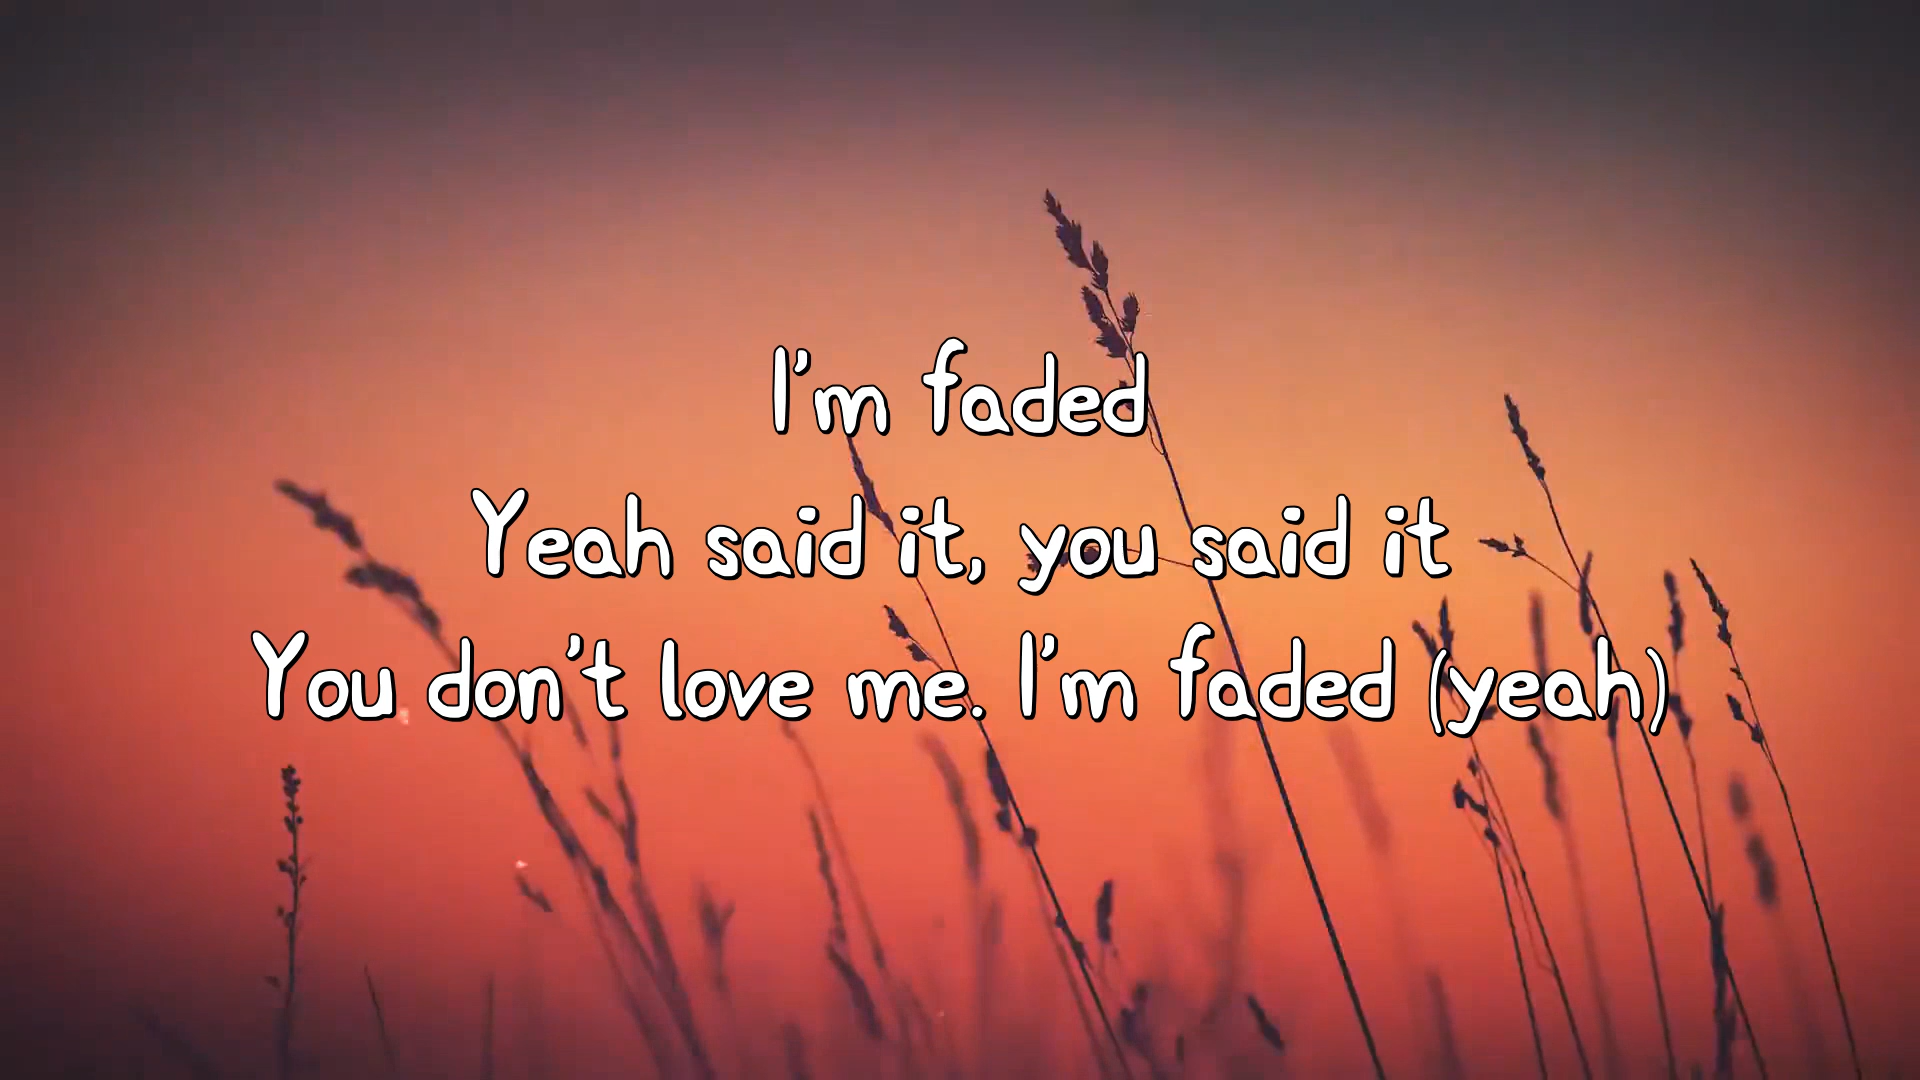 I'm faded
Yeah said it, you said it
You don't love me. I'm faded (yeah)